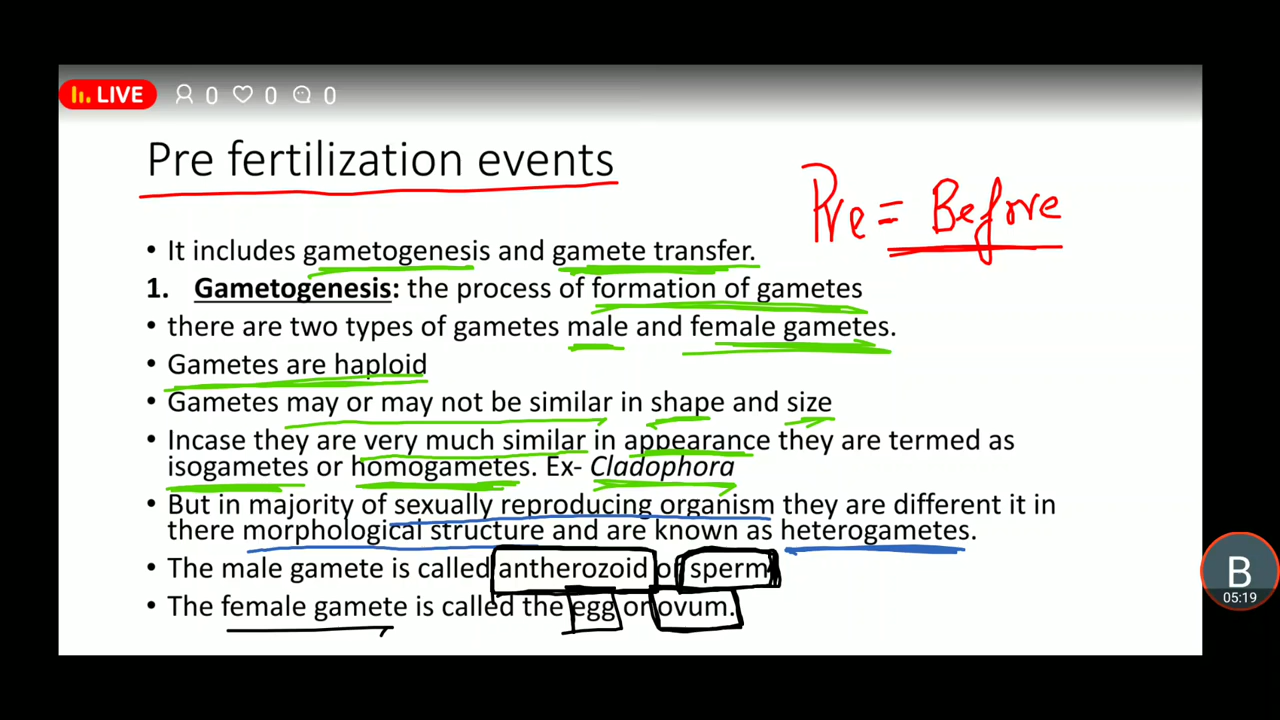 LIVE 0 0 0
Pre fertilization events
Pre = Before
• It includes gametogenesis and gamete transfer.
1. Gametogenesis: the process of formation of gametes
• there are two types of gametes male and female gametes.
• Gametes are haploid
• Gametes may or may not be similar in shape and size
• Incase they are very much similar in appearance they are termed as
isogametes or homogametes. Ex- Cladophora
• But in majority of sexually reproducing organism they are different it in
there morphological structure and are known as heterogametes.
• The male gamete is called antherozoid or sperm
• The female gamete is called the egg or ovum.
B
05:19